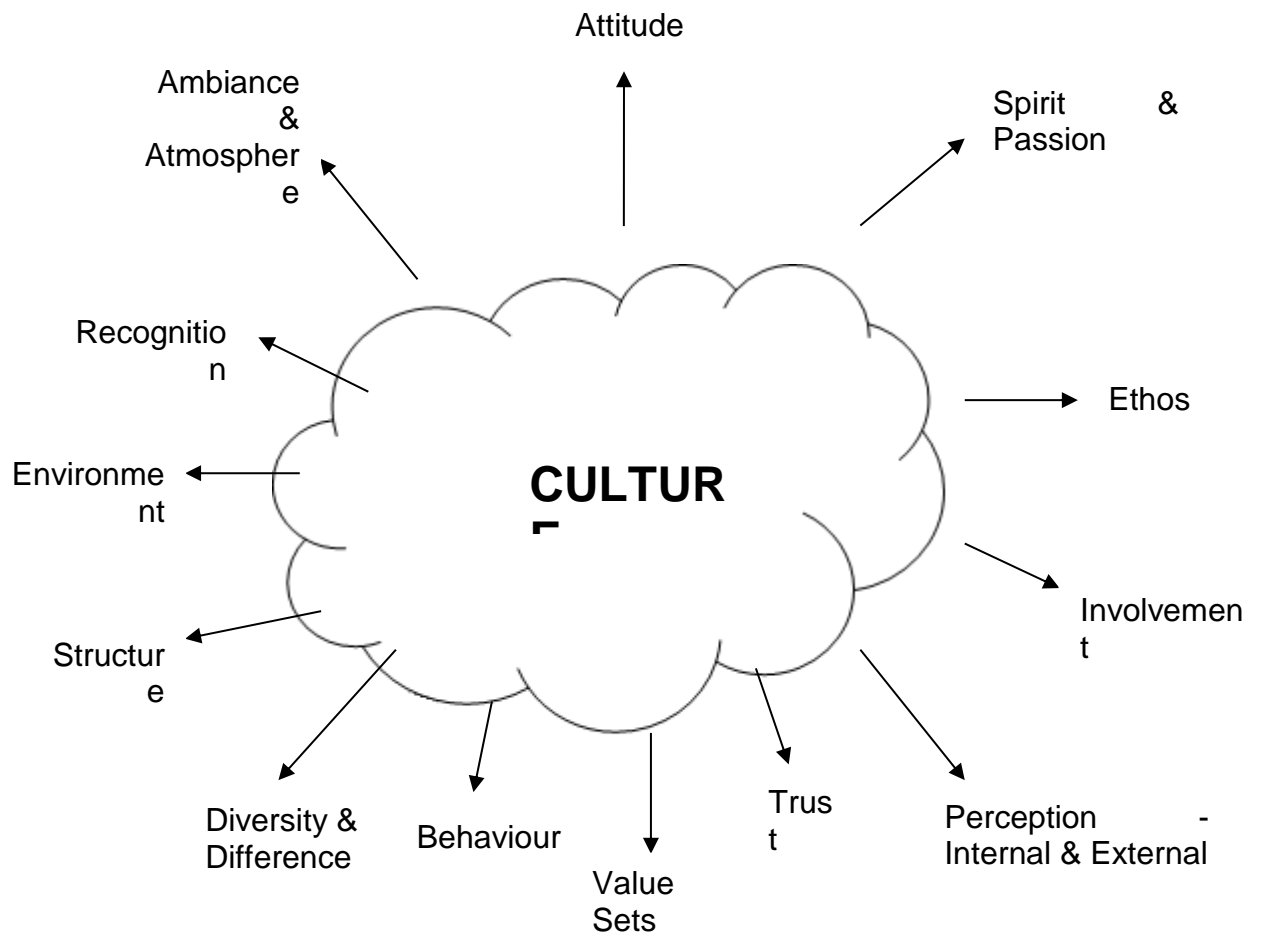 Attitude
Ambiance
&
Atmospher
e
Spirit &
Passion
Recognitio
n
Ethos
Environme
nt
CULTUR
E
Involvemen
t
Structur
e
Diversity &
Difference
Behaviour
Value
Sets
Trus
t
Perception -
Internal & External